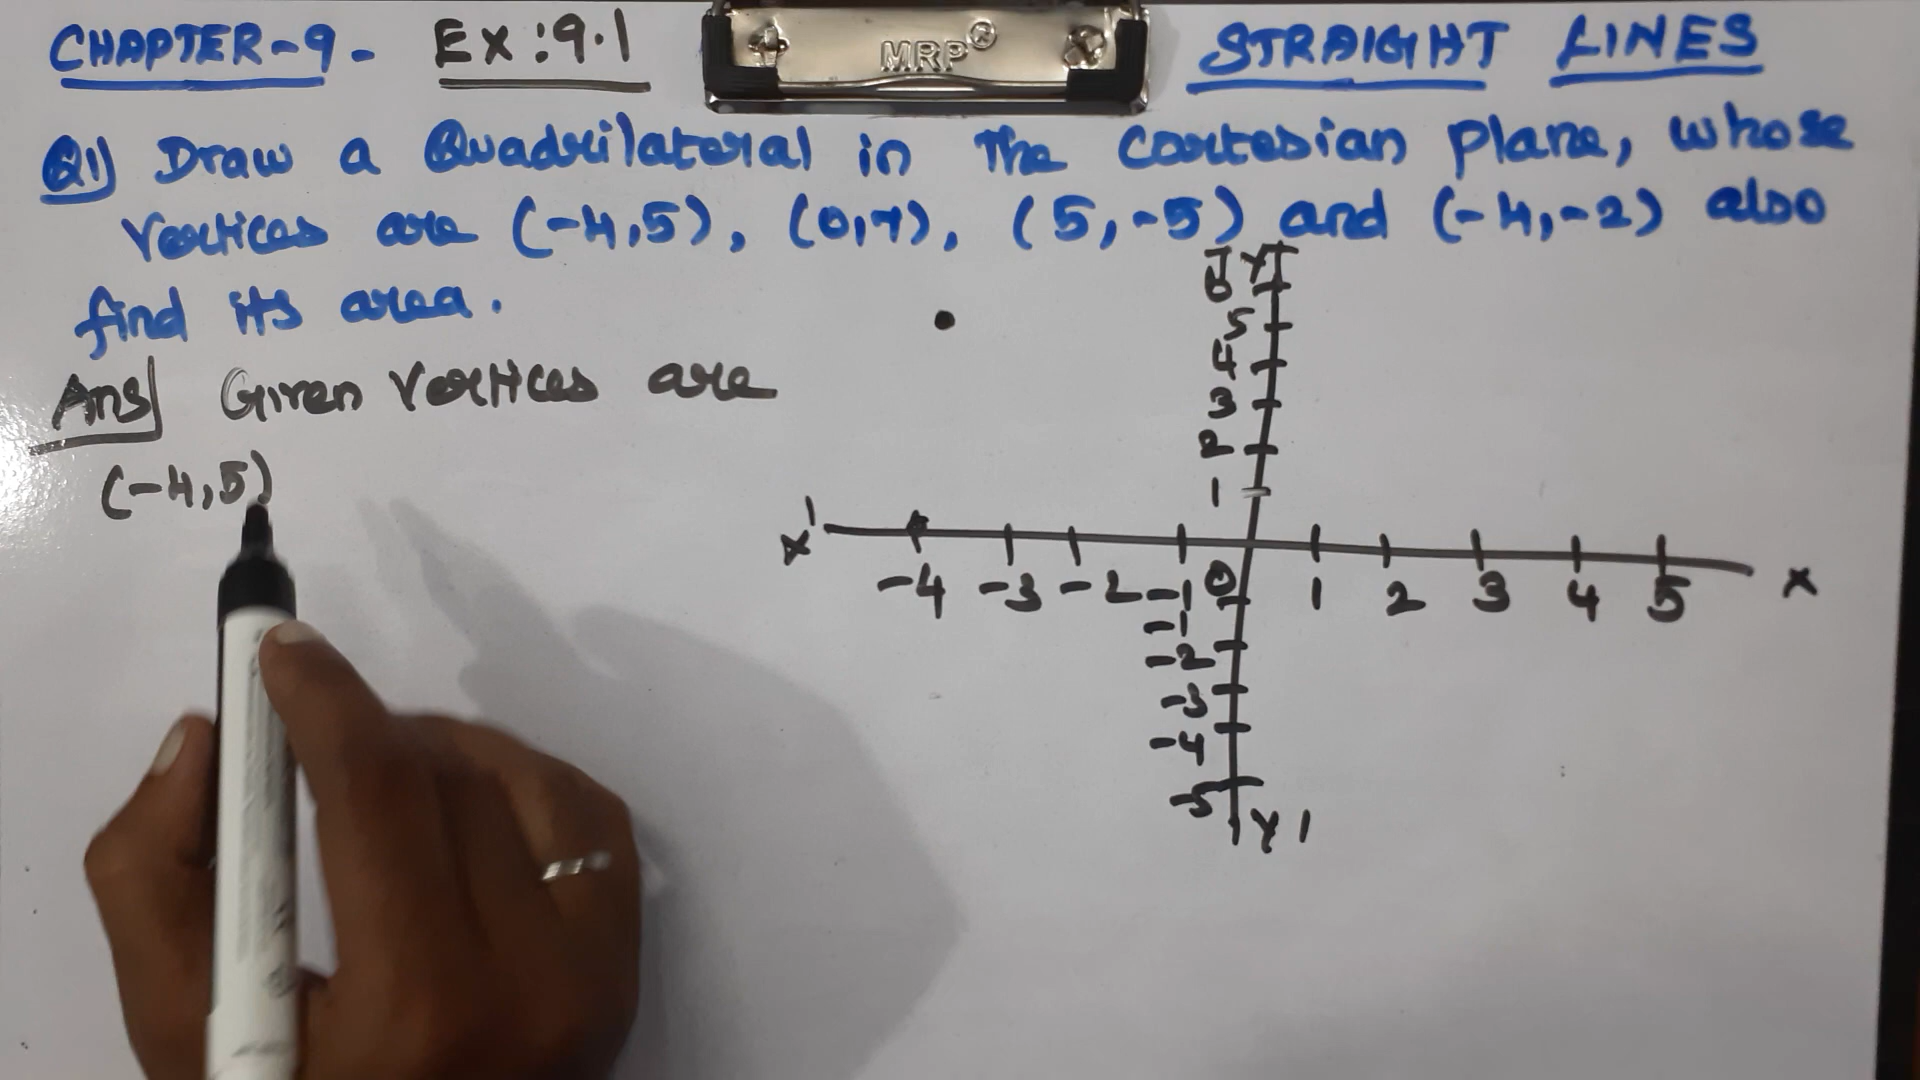 CHAPTER-9- Ex:9.1 MRP® STRAIGHT LINES
Q1) Draw a Quadrilateral in the Cartesian plane, whose
Vertices are (-4,5), (0,7), (5,-5) and (-4,-2) also
find its area.
Ans Given Vertices are
(-4,5)
Y
7
6
5
4
3
2
1
X' X
-4 -3 -2 -1 0 1 2 3 4 5
-1
-2
-3
-4
-5
Y'